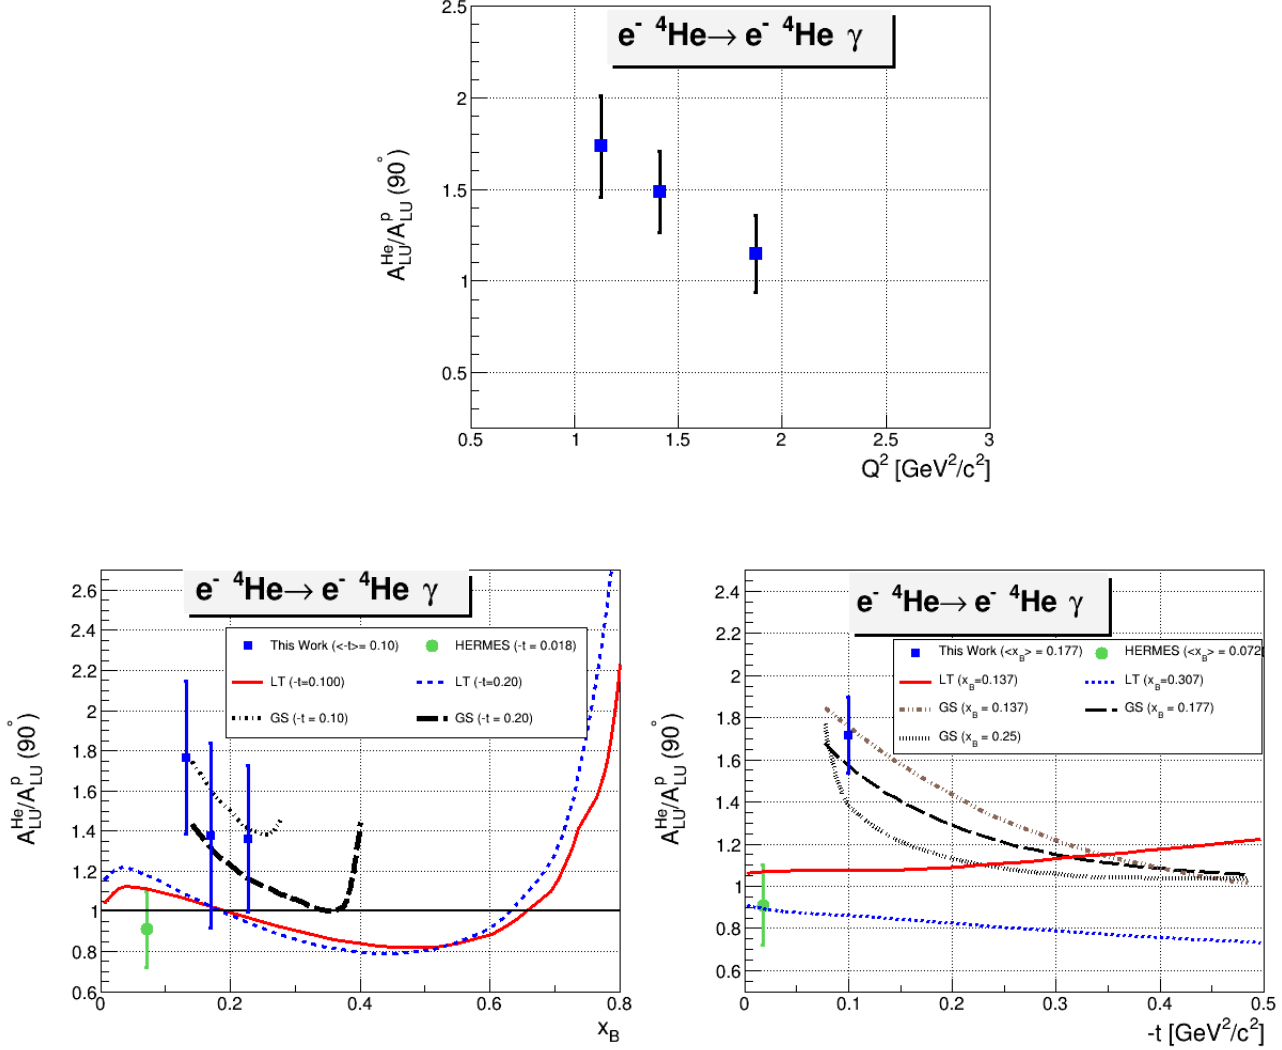 e⁻ ⁴He→ e⁻ ⁴He γ
2.5
2
1.5
1
0.5
A_LU^He/A_LU^p (90°)
0.5 1 1.5 2 2.5 3
Q² [GeV²/c²]
e⁻ ⁴He→ e⁻ ⁴He γ
This Work (<-t>= 0.10) HERMES (-t = 0.018)
LT (-t=0.100) LT (-t=0.20)
GS (-t = 0.10) GS (-t = 0.20)
2.6
2.4
2.2
2
1.8
1.6
1.4
1.2
1
0.8
0.6
A_LU^He/A_LU^p (90°)
0 0.2 0.4 0.6 0.8
x_B
e⁻ ⁴He→ e⁻ ⁴He γ
This Work (<x_B> = 0.177) HERMES (<x_B> = 0.072
LT (x_B=0.137) LT (x_B=0.307)
GS (x_B = 0.137) GS (x_B = 0.177)
GS (x_B = 0.25)
2.4
2.2
2
1.8
1.6
1.4
1.2
1
0.8
0.6
A_LU^He/A_LU^p (90°)
0 0.1 0.2 0.3 0.4 0.5
-t [GeV²/c²]